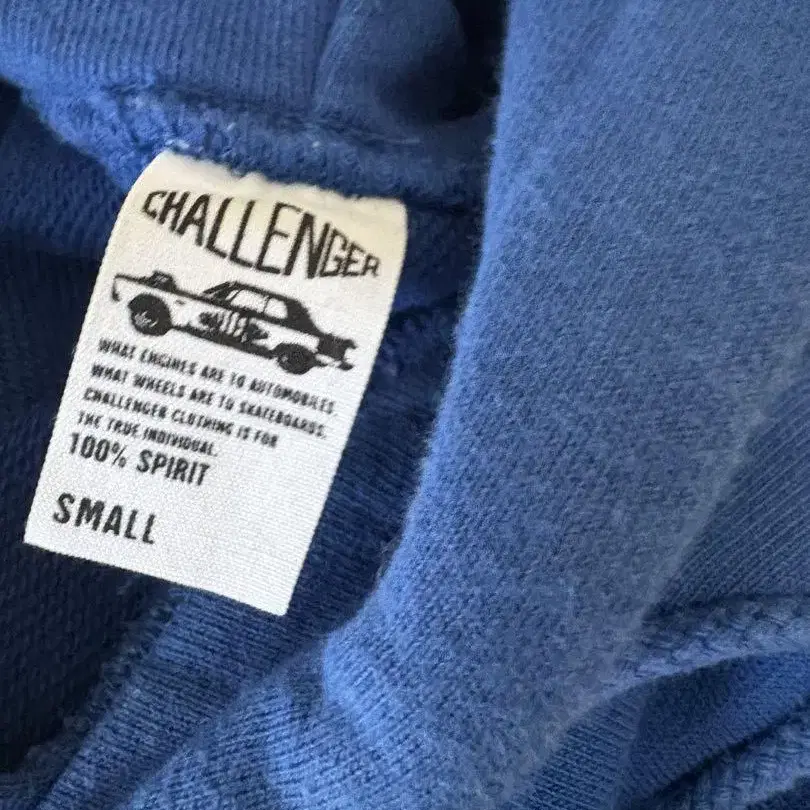 CHALLENGER
WHAT ENGINES ARE TO AUTOMOBILES.
WHAT WHEELS ARE TO SKATEBOARDS.
CHALLENGER CLOTHING IS FOR
THE TRUE INDIVIDUAL.
100% SPIRIT
SMALL